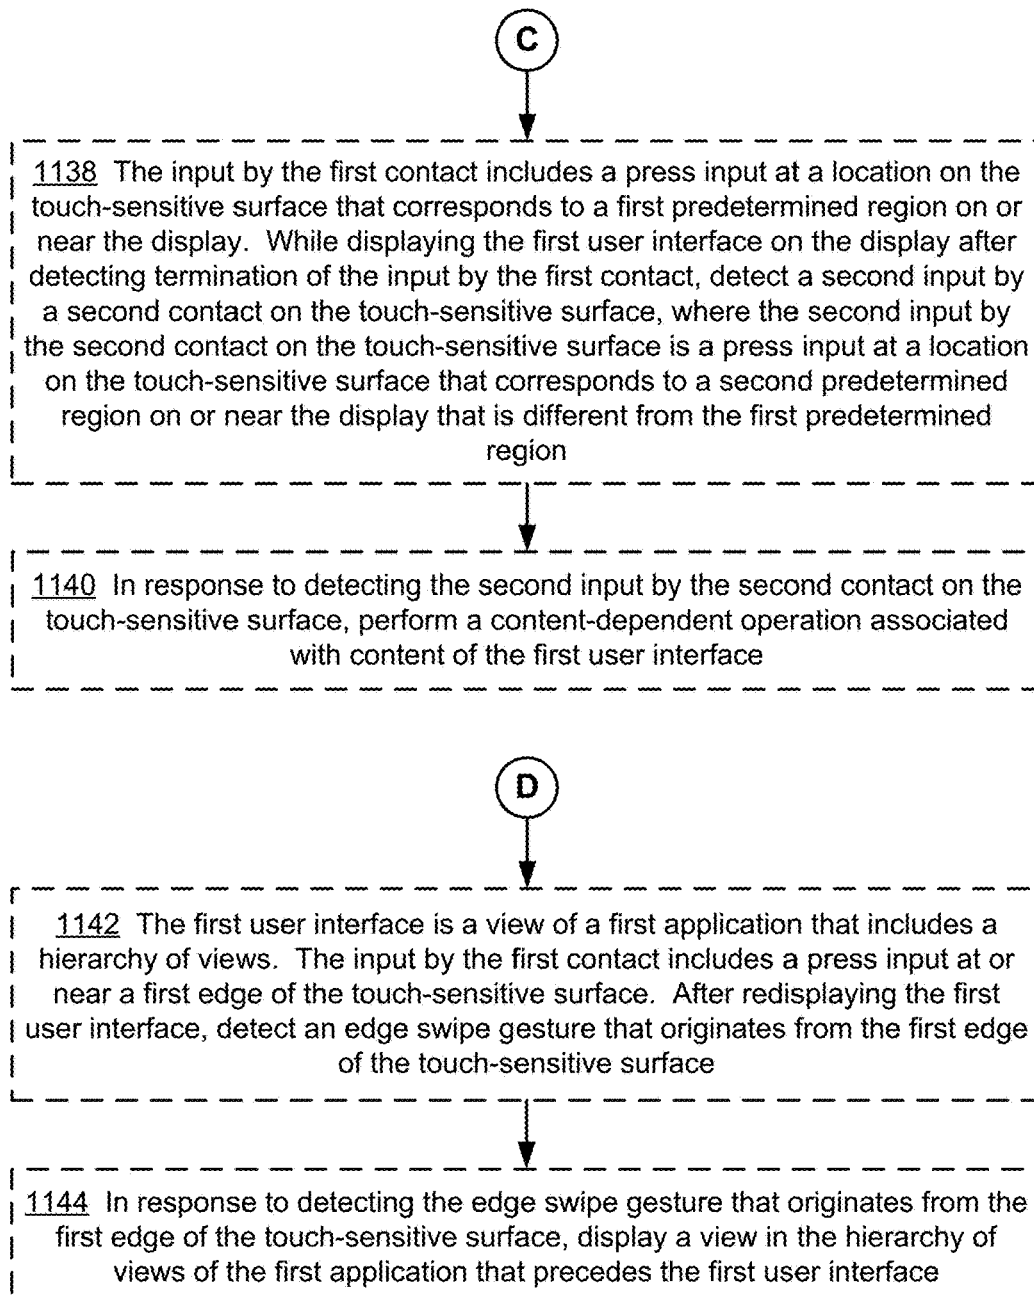 C
1138 The input by the first contact includes a press input at a location on the
touch-sensitive surface that corresponds to a first predetermined region on or
near the display. While displaying the first user interface on the display after
detecting termination of the input by the first contact, detect a second input by
a second contact on the touch-sensitive surface, where the second input by
the second contact on the touch-sensitive surface is a press input at a location
on the touch-sensitive surface that corresponds to a second predetermined
region on or near the display that is different from the first predetermined
region
1140 In response to detecting the second input by the second contact on the
touch-sensitive surface, perform a content-dependent operation associated
with content of the first user interface
D
1142 The first user interface is a view of a first application that includes a
hierarchy of views. The input by the first contact includes a press input at or
near a first edge of the touch-sensitive surface. After redisplaying the first
user interface, detect an edge swipe gesture that originates from the first edge
of the touch-sensitive surface
1144 In response to detecting the edge swipe gesture that originates from the
first edge of the touch-sensitive surface, display a view in the hierarchy of
views of the first application that precedes the first user interface